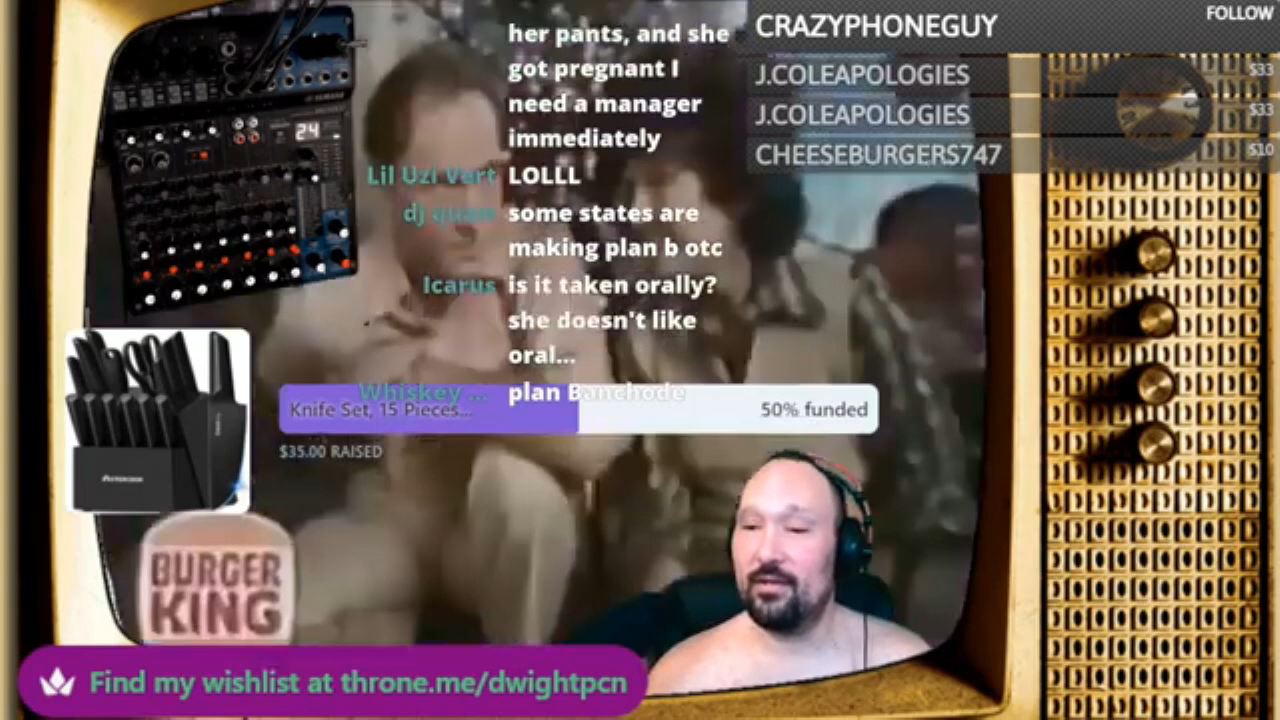 her pants, and she
got pregnant I
need a manager
immediately
Lil Uzi Vert LOLLL
dj quan some states are
making plan b otc
Icarus is it taken orally?
she doesn't like
oral...
Whiskey ... plan Banchode
CRAZYPHONEGUY FOLLOW
J.COLEAPOLOGIES $33
J.COLEAPOLOGIES $33
CHEESEBURGERS747 $10
YAMAHA
24
Knife Set, 15 Pieces... 50% funded
$35.00 RAISED
BURGER
KING
Find my wishlist at throne.me/dwightpcn